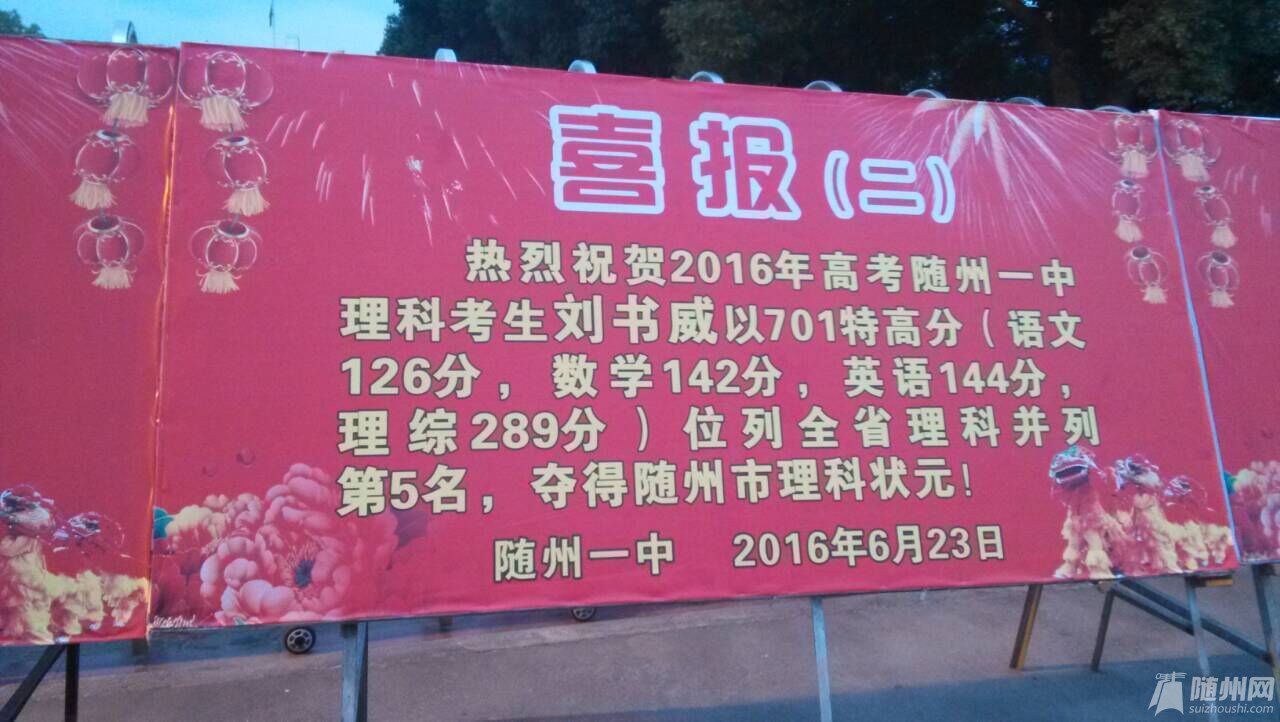 喜报（二）
热烈祝贺2016年高考随州一中
理科考生刘书威以701特高分（语文
126分，数学142分，英语144分，
理综289分）位列全省理科并列
第5名，夺得随州市理科状元！
随州一中 2016年6月23日
随州网
suizhoushi.com